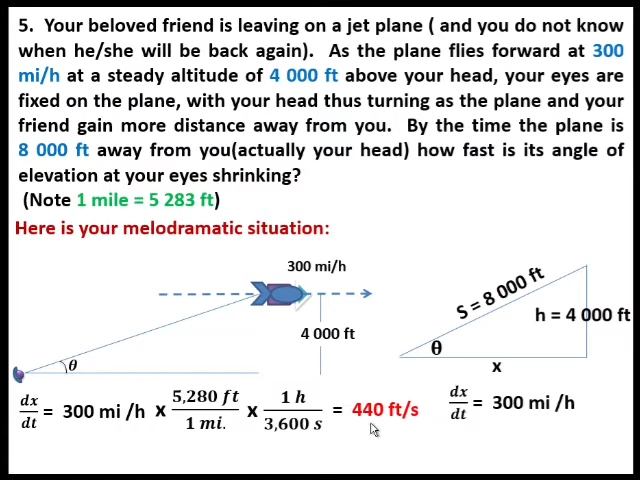 5. Your beloved friend is leaving on a jet plane ( and you do not know
when he/she will be back again). As the plane flies forward at 300
mi/h at a steady altitude of 4 000 ft above your head, your eyes are
fixed on the plane, with your head thus turning as the plane and your
friend gain more distance away from you. By the time the plane is
8 000 ft away from you(actually your head) how fast is its angle of
elevation at your eyes shrinking?
(Note 1 mile = 5 283 ft)
Here is your melodramatic situation:
300 mi/h
4 000 ft
θ
S = 8 000 ft
h = 4 000 ft
θ
x
dx/dt = 300 mi /h x 5,280 ft/1 mi. x 1 h/3,600 s = 440 ft/s
dx/dt = 300 mi /h